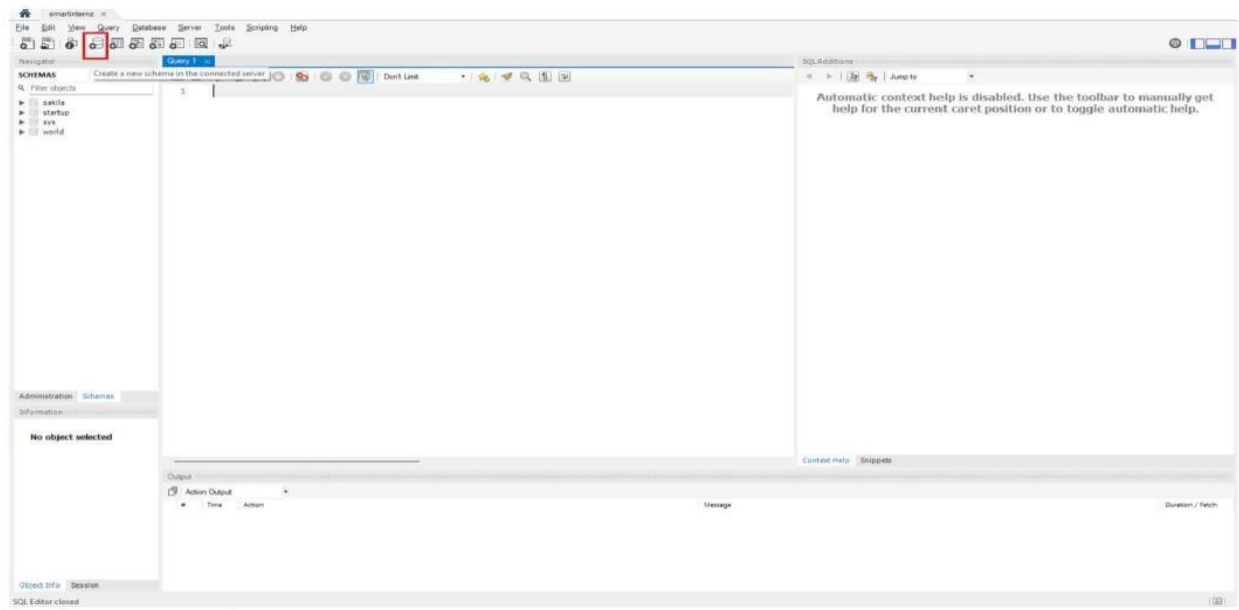 smartinternz
File Edit View Query Database Server Tools Scripting Help
Navigator
SCHEMAS
Filter objects
sakila
startup
sys
world
Administration Schemas
Information
No object selected
Object Info Session
Query 1
Create a new schema in the connected server
Don't Limit
1
Output
Action Output
# Time Action Message Duration / Fetch
SQLAdditions
Jump to
Automatic context help is disabled. Use the toolbar to manually get
help for the current caret position or to toggle automatic help.
Context Help Snippets
SQL Editor closed